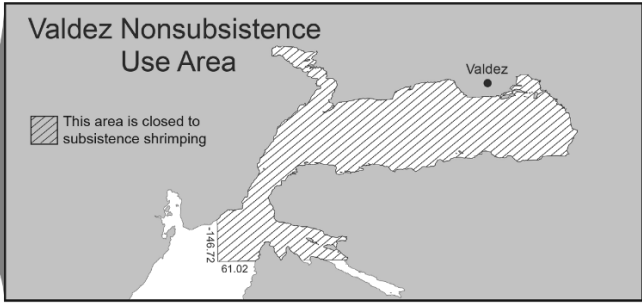 Valdez Nonsubsistence
Use Area
Valdez
This area is closed to
subsistence shrimping
-146.72
61.02